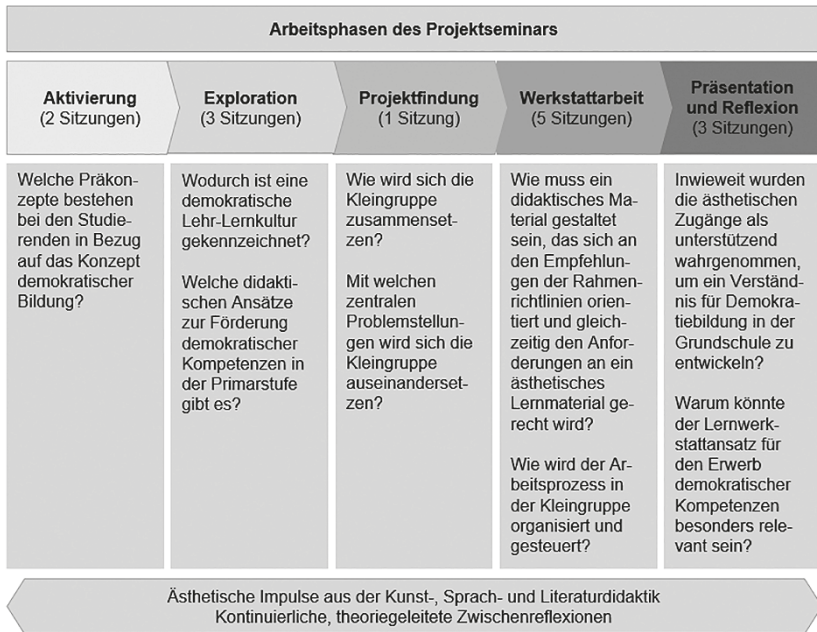 Arbeitsphasen des Projektseminars
Aktivierung
(2 Sitzungen)
Exploration
(3 Sitzungen)
Projektfindung
(1 Sitzung)
Werkstattarbeit
(5 Sitzungen)
Präsentation
und Reflexion
(3 Sitzungen)
Welche Präkon-
zepte bestehen
bei den Studie-
renden in Bezug
auf das Konzept
demokratischer
Bildung?
Wodurch ist eine
demokratische
Lehr-Lernkultur
gekennzeichnet?
Welche didakti-
schen Ansätze
zur Förderung
demokratischer
Kompetenzen in
der Primarstufe
gibt es?
Wie wird sich die
Kleingruppe
zusammenset-
zen?
Mit welchen
zentralen
Problemstellun-
gen wird sich die
Kleingruppe
auseinanderset-
zen?
Wie muss ein
didaktisches Ma-
terial gestaltet
sein, das sich an
den Empfehlun-
gen der Rahmen-
richtlinien orien-
tiert und gleich-
zeitig den Anfor-
derungen an ein
ästhetisches
Lernmaterial ge-
recht wird?
Wie wird der Ar-
beitsprozess in
der Kleingruppe
organisiert und
gesteuert?
Inwieweit wurden
die ästhetischen
Zugänge als
unterstützend
wahrgenommen,
um ein Verständ-
nis für Demokra-
tiebildung in der
Grundschule zu
entwickeln?
Warum könnte
der Lernwerk-
stattansatz für
den Erwerb
demokratischer
Kompetenzen
besonders rele-
vant sein?
Ästhetische Impulse aus der Kunst-, Sprach- und Literaturdidaktik
Kontinuierliche, theoriegeleitete Zwischenreflexionen